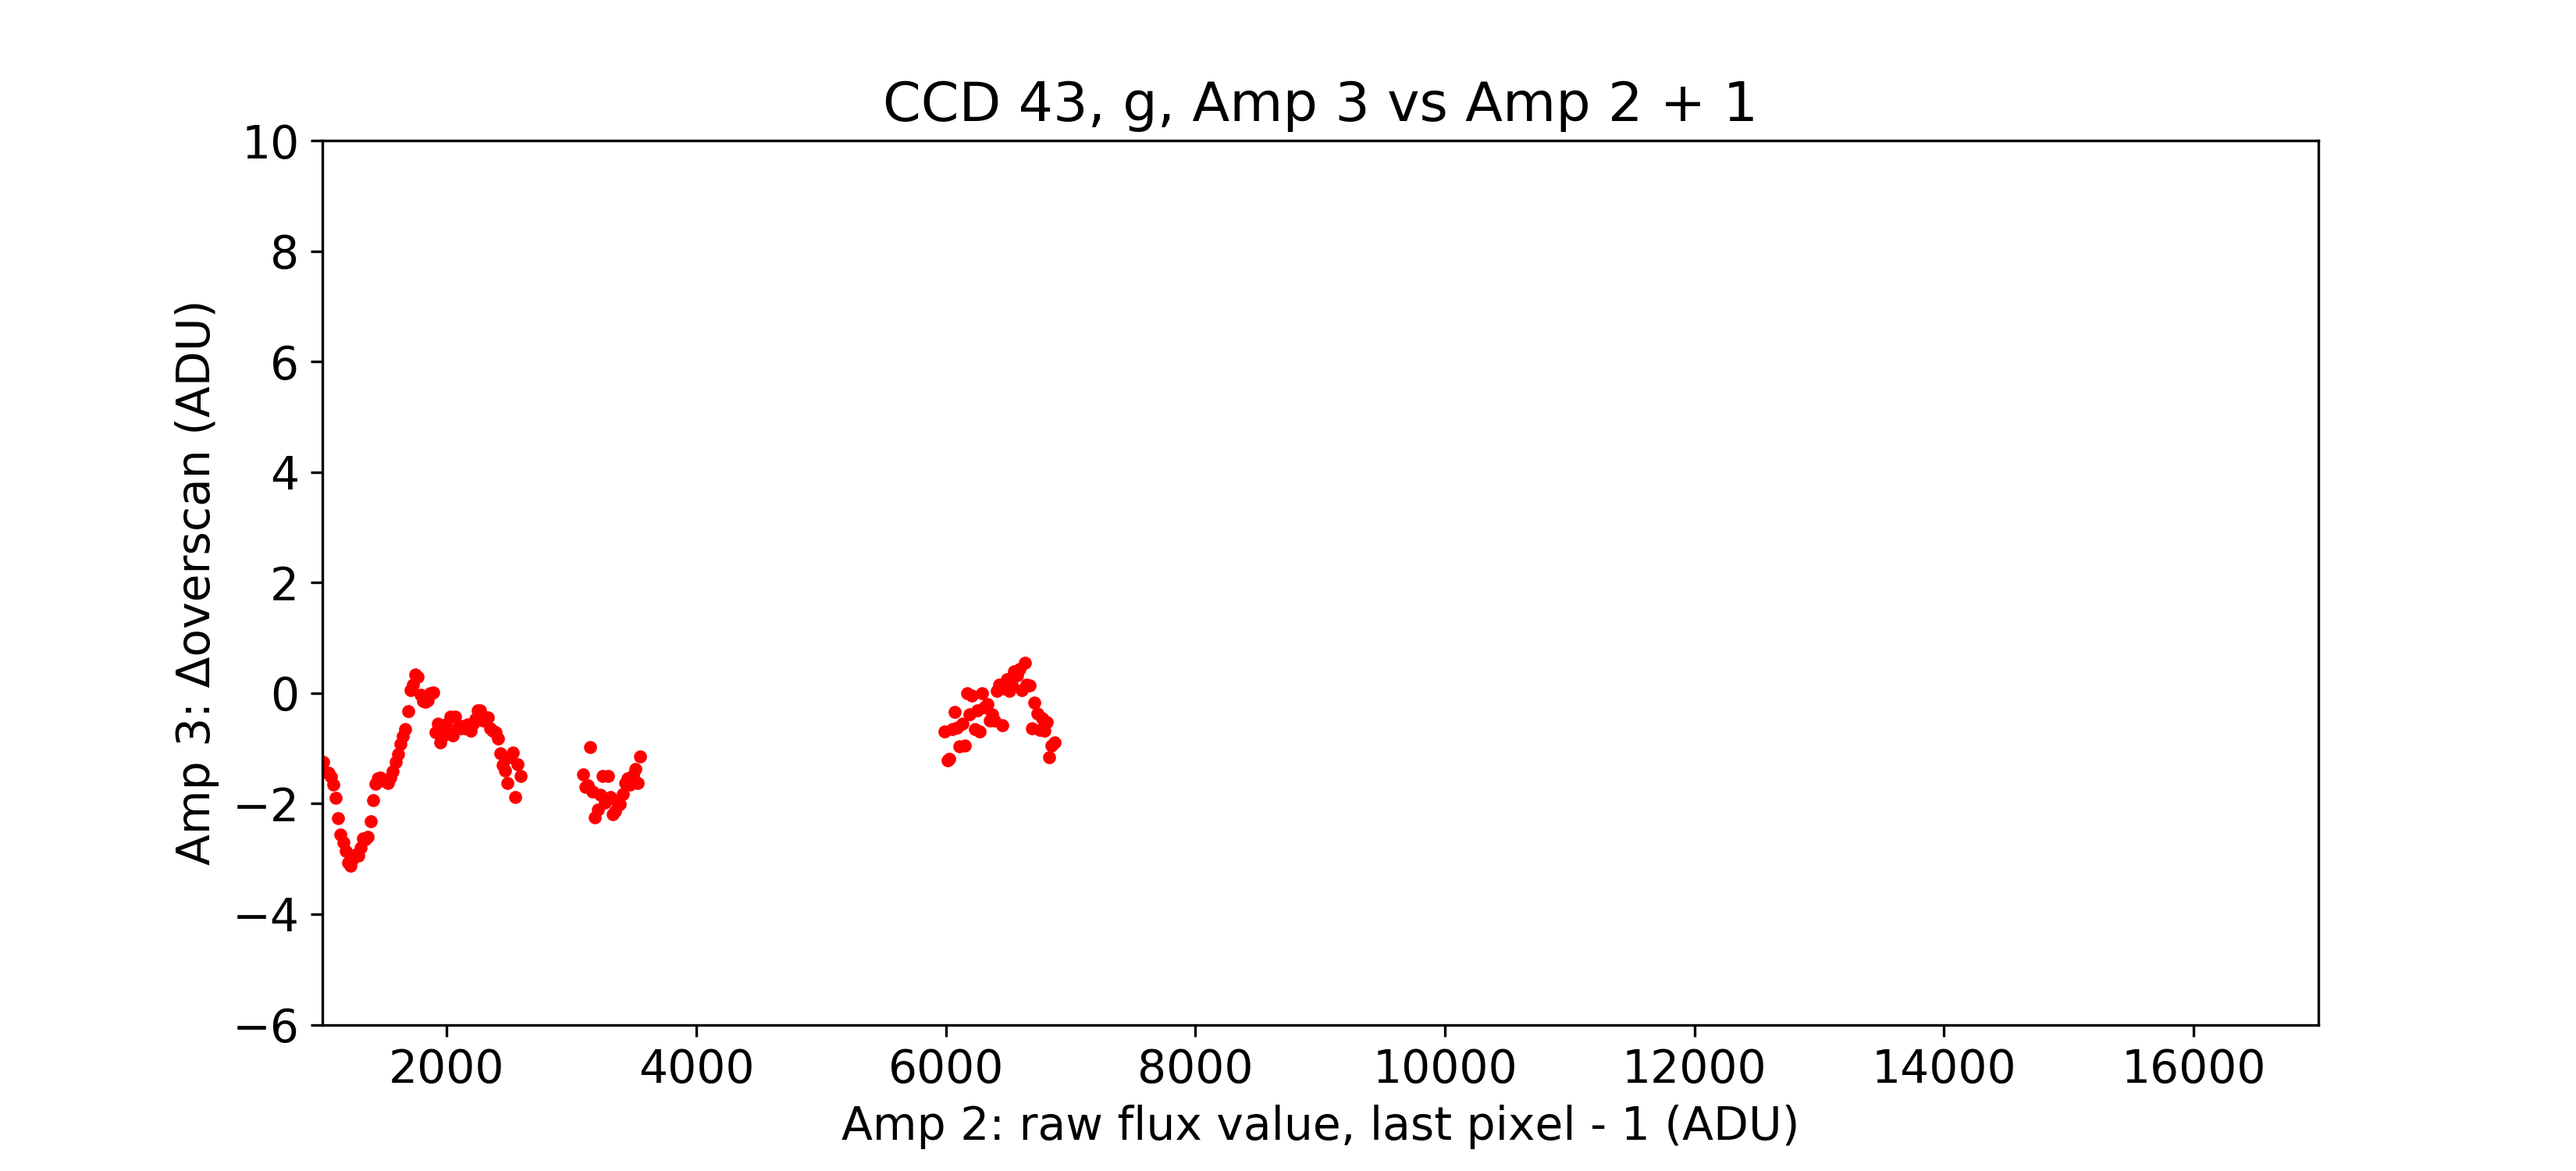 CCD 43, g, Amp 3 vs Amp 2 + 1
10
8
6
4
2
0
−2
−4
−6
Amp 3: Δoverscan (ADU)
2000 4000 6000 8000 10000 12000 14000 16000
Amp 2: raw flux value, last pixel - 1 (ADU)